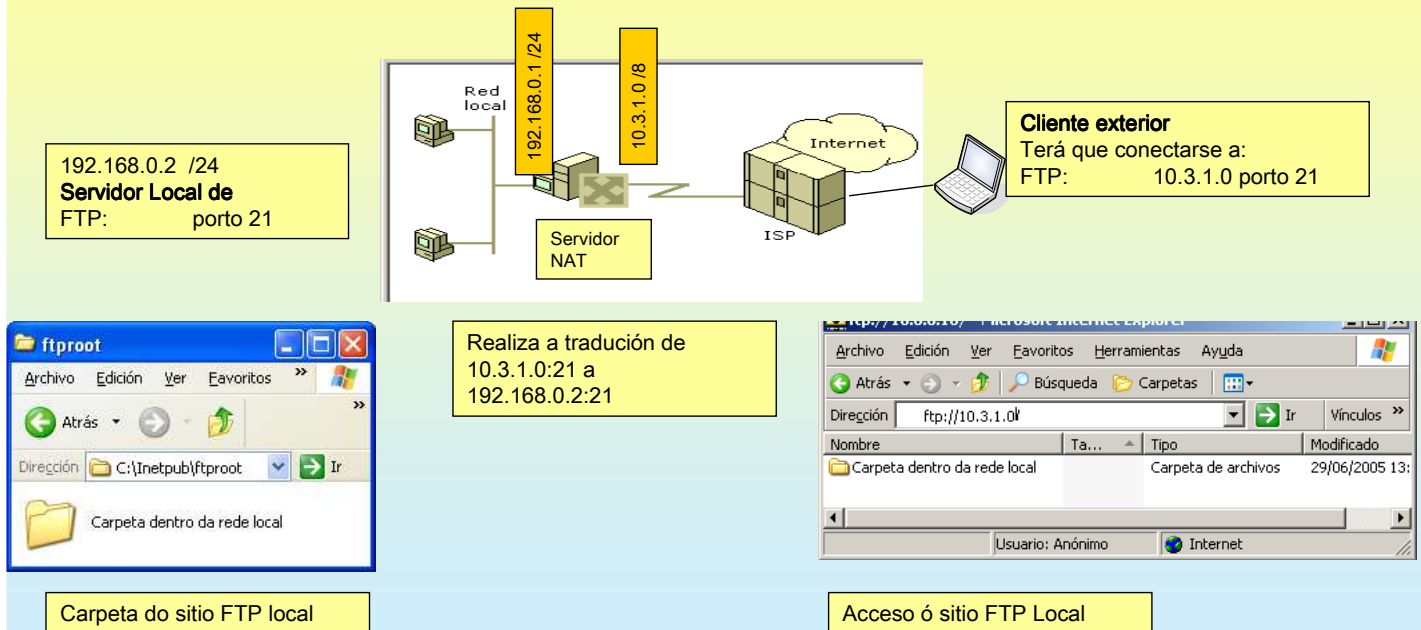 192.168.0.1 /24
10.3.1.0 /8
Red
local
Internet
ISP
Servidor
NAT
192.168.0.2 /24
Servidor Local de
FTP: porto 21
Cliente exterior
Terá que conectarse a:
FTP: 10.3.1.0 porto 21
ftproot
Archivo Edición Ver Favoritos »
Atrás »
Dirección C:\Inetpub\ftproot Ir
Carpeta dentro da rede local
Carpeta do sitio FTP local
Realiza a tradución de
10.3.1.0:21 a
192.168.0.2:21
Microsoft Internet Explorer
Archivo Edición Ver Favoritos Herramientas Ayuda
Atrás Búsqueda Carpetas
Dirección ftp://10.3.1.0 Ir Vínculos »
Nombre Ta... Tipo Modificado
Carpeta dentro da rede local Carpeta de archivos 29/06/2005 13:
Usuario: Anónimo Internet
Acceso ó sitio FTP Local